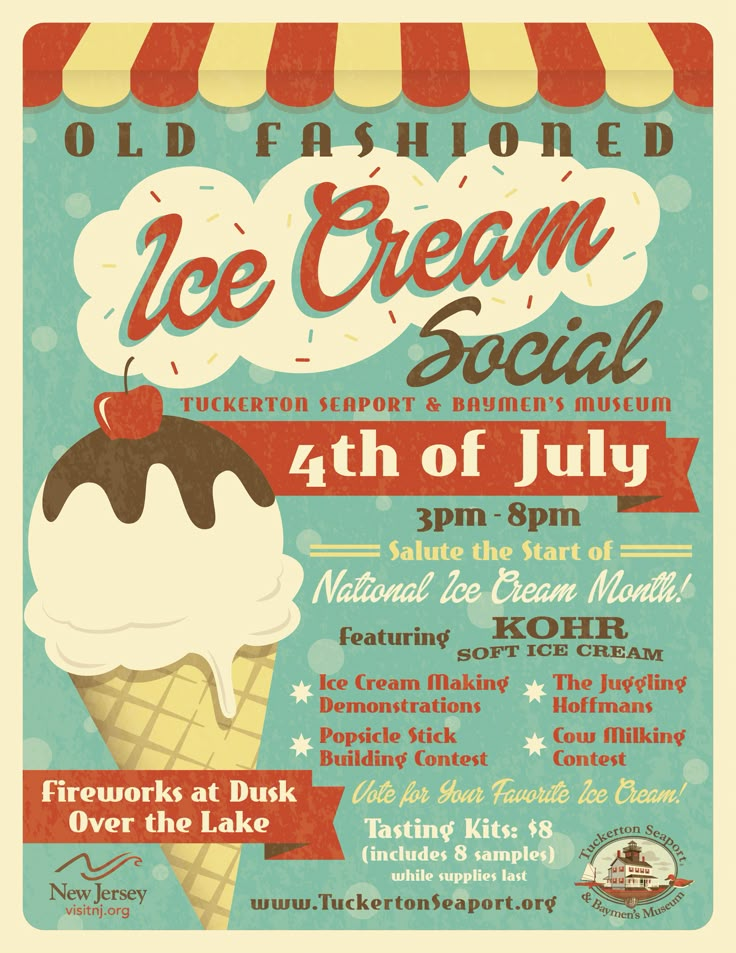 OLD FASHIONED
Ice Cream
Social
TUCKERTON SEAPORT & BAYMEN'S MUSEUM
4th of July
3pm - 8pm
Salute the Start of
National Ice Cream Month!
featuring KOHR
SOFT ICE CREAM
Ice Cream Making
Demonstrations
The Juggling
Hoffmans
Popsicle Stick
Building Contest
Cow Milking
Contest
Fireworks at Dusk
Over the Lake
Vote for Your Favorite Ice Cream!
Tasting Kits: $8
(includes 8 samples)
while supplies last
www.TuckertonSeaport.org
New Jersey
visitnj.org
Tuckerton Seaport
& Baymen's Museum